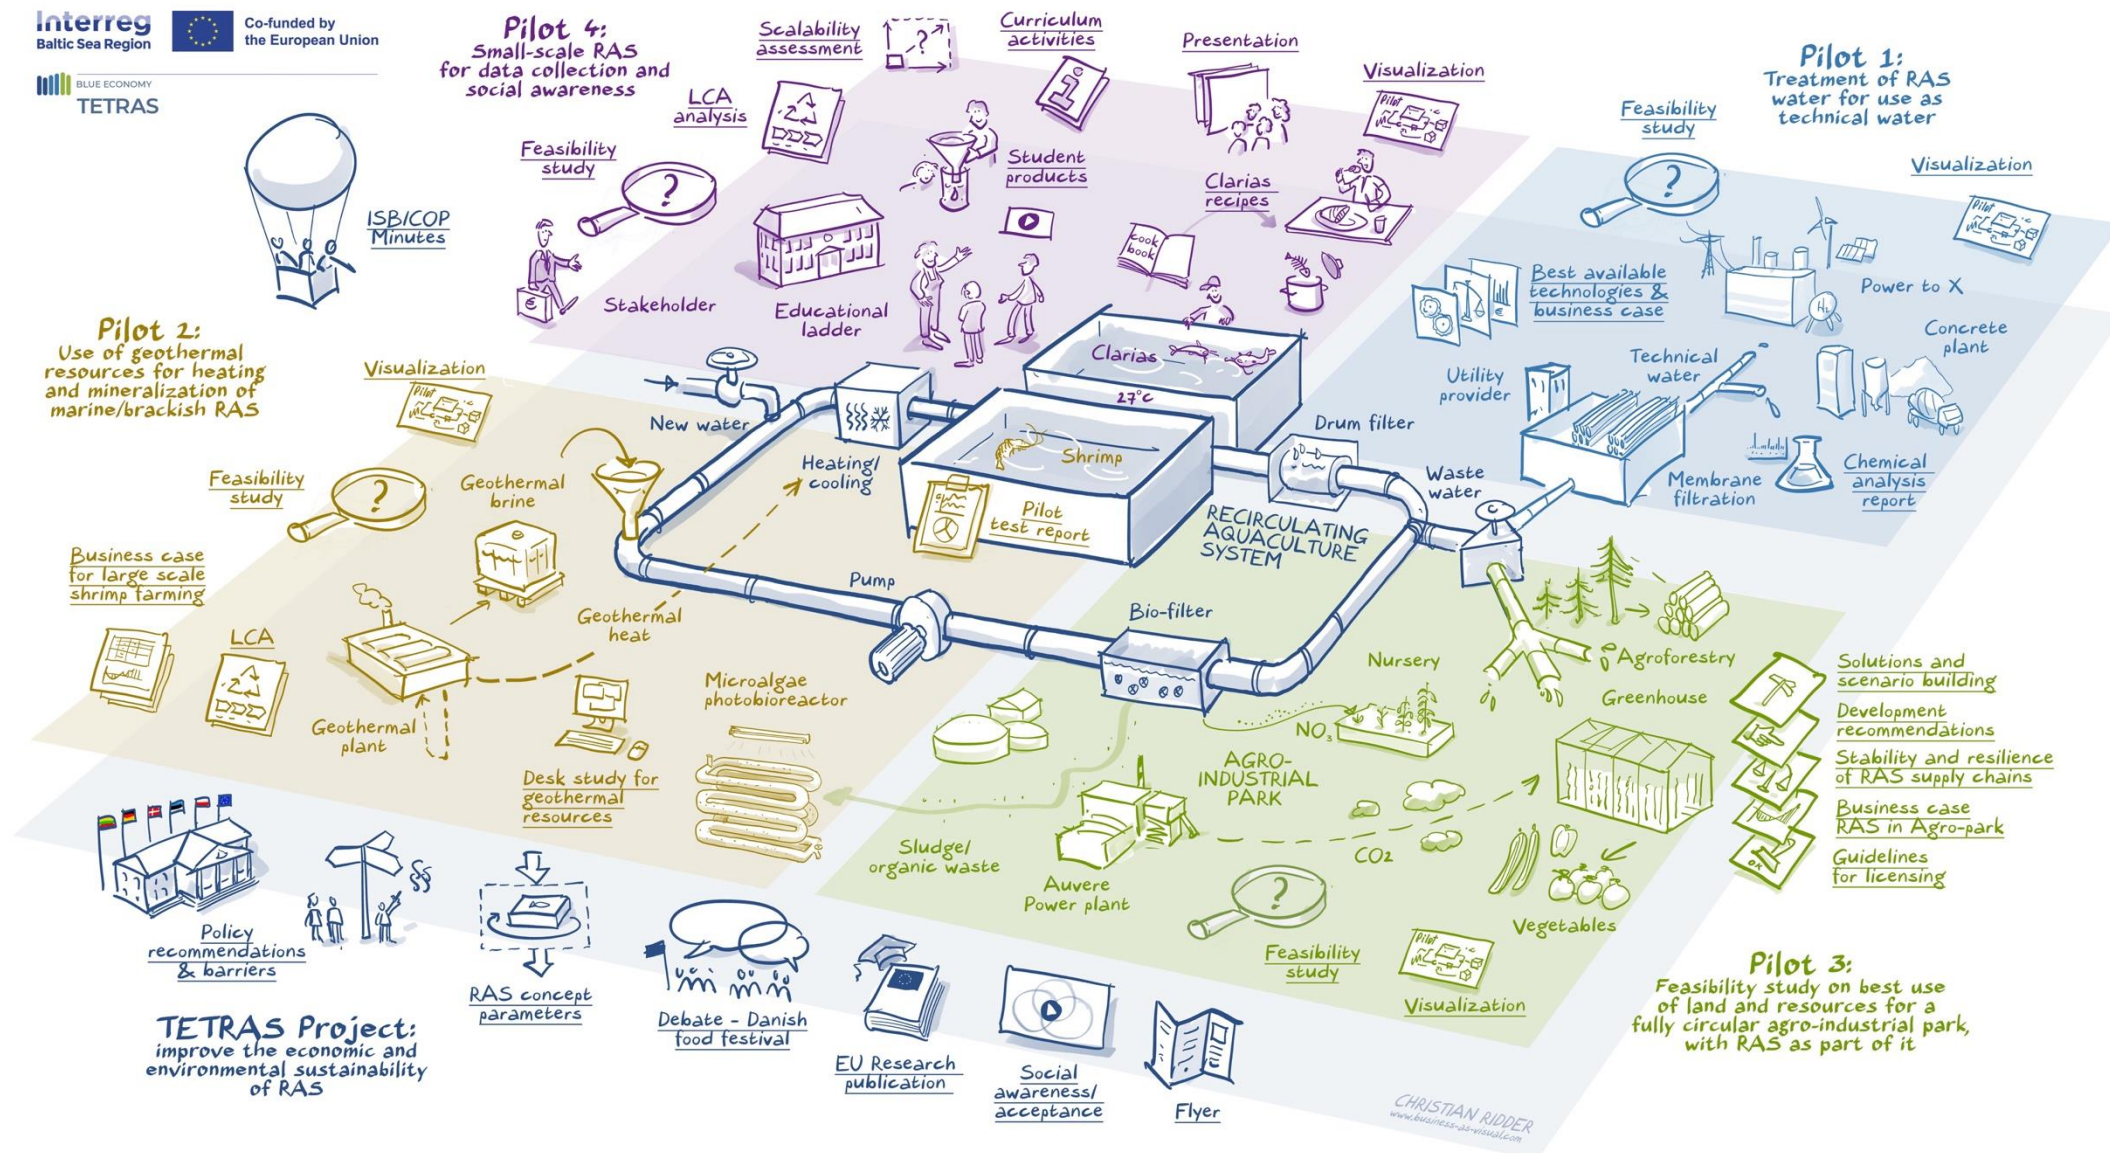 Interreg
Baltic Sea Region
Co-funded by
the European Union
BLUE ECONOMY
TETRAS
ISB/COP
Minutes
Pilot 4:
Small-scale RAS
for data collection and
social awareness
Scalability
assessment
?
Curriculum
activities
i
Presentation
Visualization
Pilot
LCA
analysis
Feasibility
study
?
Student
products
Clarias
recipes
cook
book
€
Stakeholder
Educational
ladder
Pilot 1:
Treatment of RAS
water for use as
technical water
Feasibility
study
?
Visualization
Pilot
Best available
technologies &
business case
€
Power to X
H₂
Concrete
plant
Technical
water
Utility
provider
Membrane
filtration
Chemical
analysis
report
Pilot 2:
Use of geothermal
resources for heating
and mineralization of
marine/brackish RAS
Visualization
Pilot
Feasibility
study
?
Geothermal
brine
Business case
for large scale
shrimp farming
LCA
Geothermal
plant
Geothermal
heat
Desk study for
geothermal
resources
Microalgae
photobioreactor
New water
Heating/
cooling
Clarias
27°C
Shrimp
Pilot
test report
Drum filter
Waste
water
RECIRCULATING
AQUACULTURE
SYSTEM
Pump
Bio-filter
Nursery
NO₃
Agroforestry
Greenhouse
AGRO-
INDUSTRIAL
PARK
Sludge/
organic waste
Auvere
Power plant
CO2
Feasibility
study
?
Visualization
Pilot
Vegetables
Solutions and
scenario building
Development
recommendations
Stability and resilience
of RAS supply chains
Business case
RAS in Agro-park
Guidelines
for licensing
OK
Pilot 3:
Feasibility study on best use
of land and resources for a
fully circular agro-industrial park,
with RAS as part of it
Policy
recommendations
& barriers
TETRAS Project:
improve the economic and
environmental sustainability
of RAS
RAS concept
parameters
Debate - Danish
food festival
EU Research
publication
Social
awareness/
acceptance
Flyer
CHRISTIAN RIDDER
www.business-as-visual.com